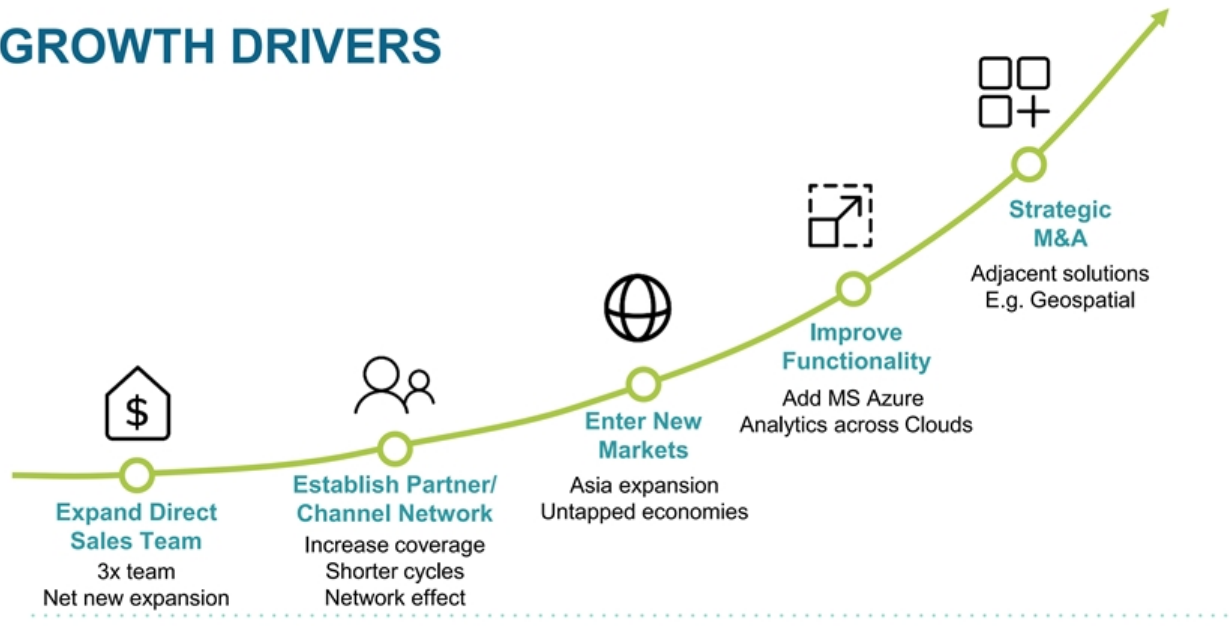 GROWTH DRIVERS
$
Expand Direct
Sales Team
3x team
Net new expansion
Establish Partner/
Channel Network
Increase coverage
Shorter cycles
Network effect
Enter New
Markets
Asia expansion
Untapped economies
Improve
Functionality
Add MS Azure
Analytics across Clouds
Strategic
M&A
Adjacent solutions
E.g. Geospatial